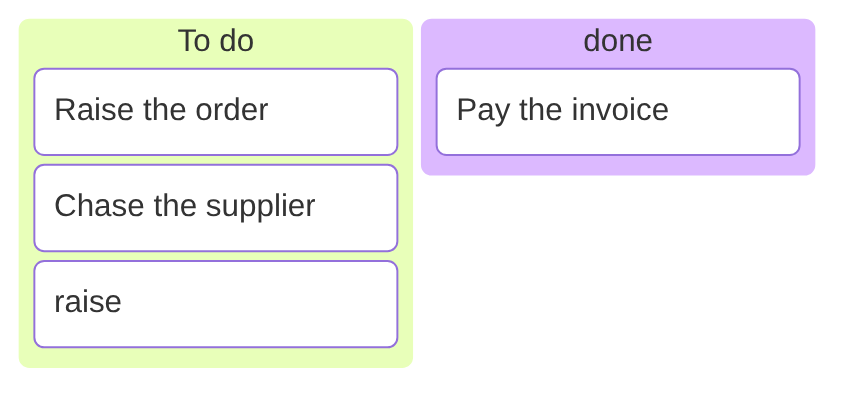 To do
Raise the order
Chase the supplier
raise
done
Pay the invoice